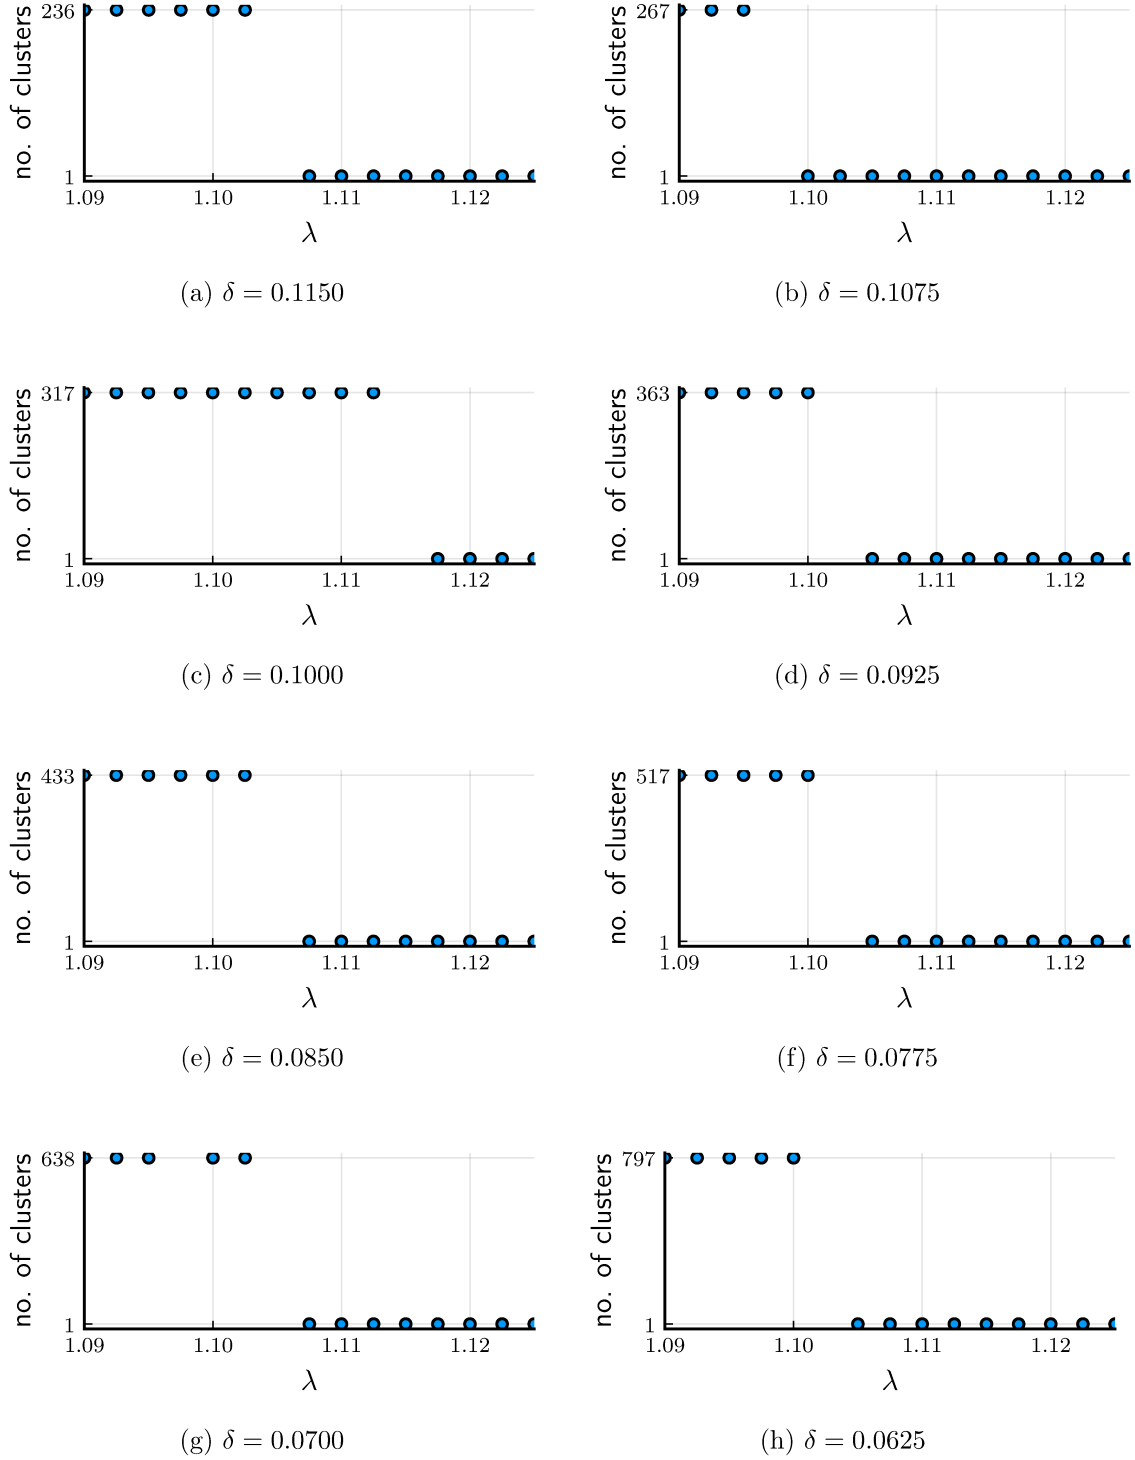 no. of clusters
236
1
1.09 1.10 1.11 1.12
λ
(a) δ = 0.1150
no. of clusters
267
1
1.09 1.10 1.11 1.12
λ
(b) δ = 0.1075
no. of clusters
317
1
1.09 1.10 1.11 1.12
λ
(c) δ = 0.1000
no. of clusters
363
1
1.09 1.10 1.11 1.12
λ
(d) δ = 0.0925
no. of clusters
433
1
1.09 1.10 1.11 1.12
λ
(e) δ = 0.0850
no. of clusters
517
1
1.09 1.10 1.11 1.12
λ
(f) δ = 0.0775
no. of clusters
638
1
1.09 1.10 1.11 1.12
λ
(g) δ = 0.0700
no. of clusters
797
1
1.09 1.10 1.11 1.12
λ
(h) δ = 0.0625